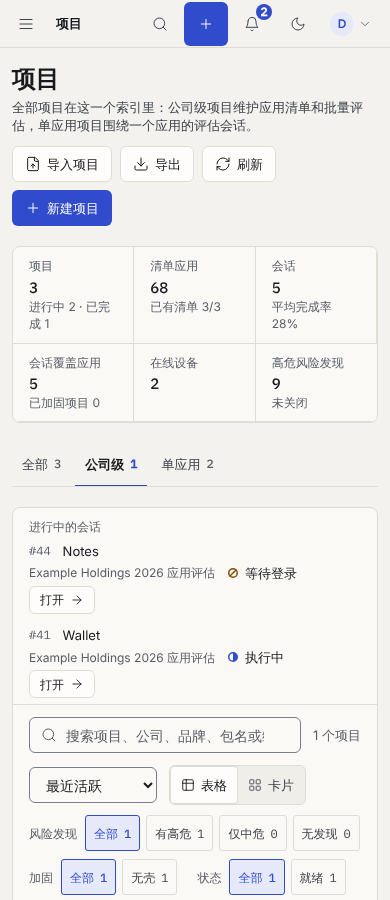 项目
2
D
项目
全部项目在这一个索引里：公司级项目维护应用清单和批量评
估，单应用项目围绕一个应用的评估会话。
导入项目 导出 刷新
新建项目
项目 清单应用 会话
3 68 5
进行中 2 · 已完 已有清单 3/3 平均完成率
成 1 28%
会话覆盖应用 在线设备 高危风险发现
5 2 9
已加固项目 0 未关闭
全部 3 公司级 1 单应用 2
进行中的会话
#44 Notes
Example Holdings 2026 应用评估 等待登录
打开
#41 Wallet
Example Holdings 2026 应用评估 执行中
打开
搜索项目、公司、品牌、包名或 1 个项目
最近活跃 表格 卡片
风险发现 全部 1 有高危 1 仅中危 0 无发现 0
加固 全部 1 无壳 1 状态 全部 1 就绪 1